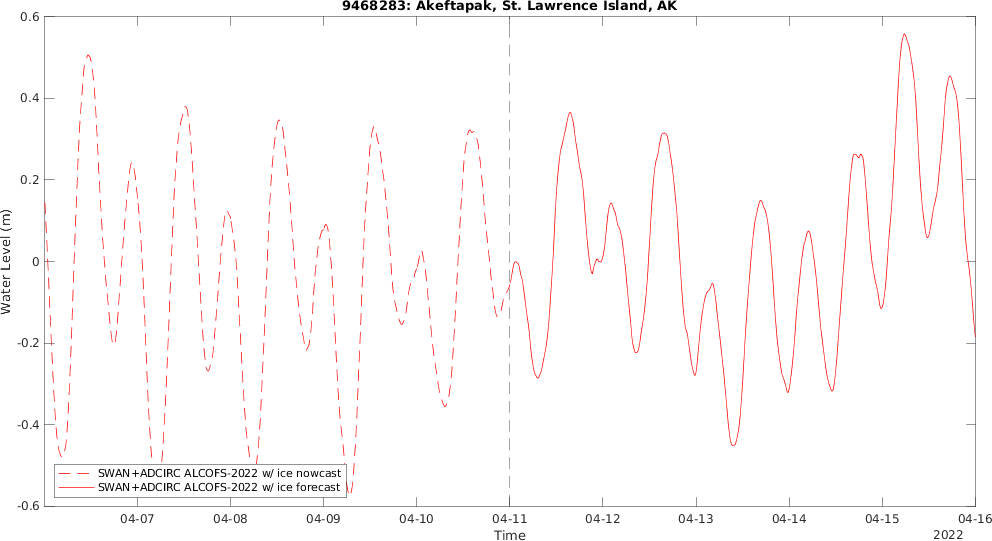 9468283: Akeftapak, St. Lawrence Island, AK
0.6
0.4
0.2
0
-0.2
-0.4
-0.6
Water Level (m)
SWAN+ADCIRC ALCOFS-2022 w/ ice nowcast
SWAN+ADCIRC ALCOFS-2022 w/ ice forecast
04-07 04-08 04-09 04-10 04-11 04-12 04-13 04-14 04-15 04-16
Time
2022